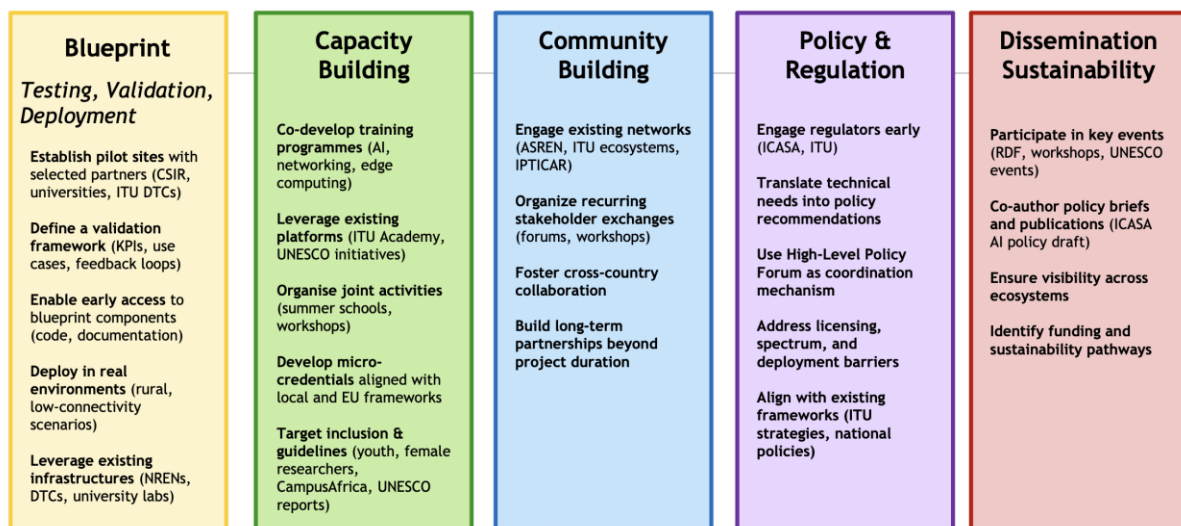 Blueprint
Testing, Validation,
Deployment
Establish pilot sites with
selected partners (CSIR,
universities, ITU DTCs)
Define a validation
framework (KPIs, use
cases, feedback loops)
Enable early access to
blueprint components
(code, documentation)
Deploy in real
environments (rural,
low-connectivity
scenarios)
Leverage existing
infrastructures (NRENs,
DTCs, university labs)
Capacity
Building
Co-develop training
programmes (AI,
networking, edge
computing)
Leverage existing
platforms (ITU Academy,
UNESCO initiatives)
Organise joint activities
(summer schools,
workshops)
Develop micro-
credentials aligned with
local and EU frameworks
Target inclusion &
guidelines (youth, female
researchers,
CampusAfrica, UNESCO
reports)
Community
Building
Engage existing networks
(ASREN, ITU ecosystems,
IPTICAR)
Organize recurring
stakeholder exchanges
(forums, workshops)
Foster cross-country
collaboration
Build long-term
partnerships beyond
project duration
Policy &
Regulation
Engage regulators early
(ICASA, ITU)
Translate technical
needs into policy
recommendations
Use High-Level Policy
Forum as coordination
mechanism
Address licensing,
spectrum, and
deployment barriers
Align with existing
frameworks (ITU
strategies, national
policies)
Dissemination
Sustainability
Participate in key events
(RDF, workshops, UNESCO
events)
Co-author policy briefs
and publications (ICASA
AI policy draft)
Ensure visibility across
ecosystems
Identify funding and
sustainability pathways